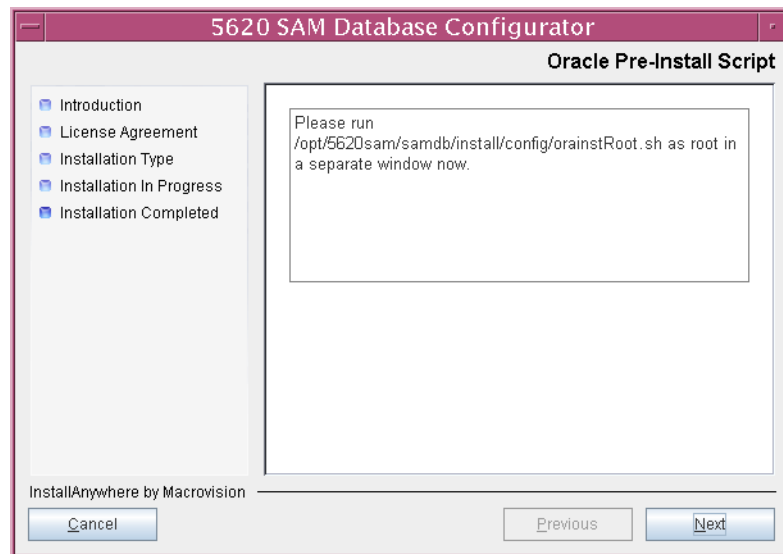 5620 SAM Database Configurator
Oracle Pre-Install Script
Introduction
License Agreement
Installation Type
Installation In Progress
Installation Completed
Please run
/opt/5620sam/samdb/install/config/orainstRoot.sh as root in
a separate window now.
InstallAnywhere by Macrovision
Cancel
Previous
Next